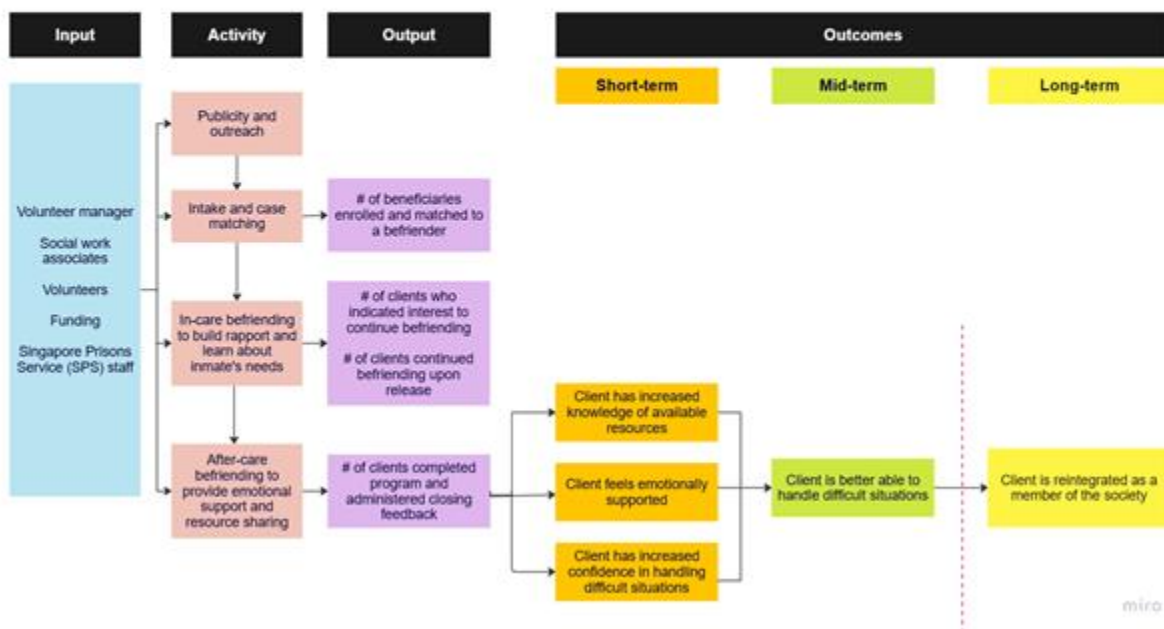 Input
Activity
Output
Outcomes
Short-term
Mid-term
Long-term
Volunteer manager
Social work
associates
Volunteers
Funding
Singapore Prisons
Service (SPS) staff
Publicity and
outreach
Intake and case
matching
In-care befriending
to build rapport and
learn about
inmate's needs
After-care
befriending to
provide emotional
support and
resource sharing
# of beneficiaries
enrolled and matched to
a befriender
# of clients who
indicated interest to
continue befriending
# of clients continued
befriending upon
release
# of clients completed
program and
administered closing
feedback
Client has increased
knowledge of available
resources
Client feels emotionally
supported
Client has increased
confidence in handling
difficult situations
Client is better able to
handle difficult situations
Client is reintegrated as a
member of the society
miro